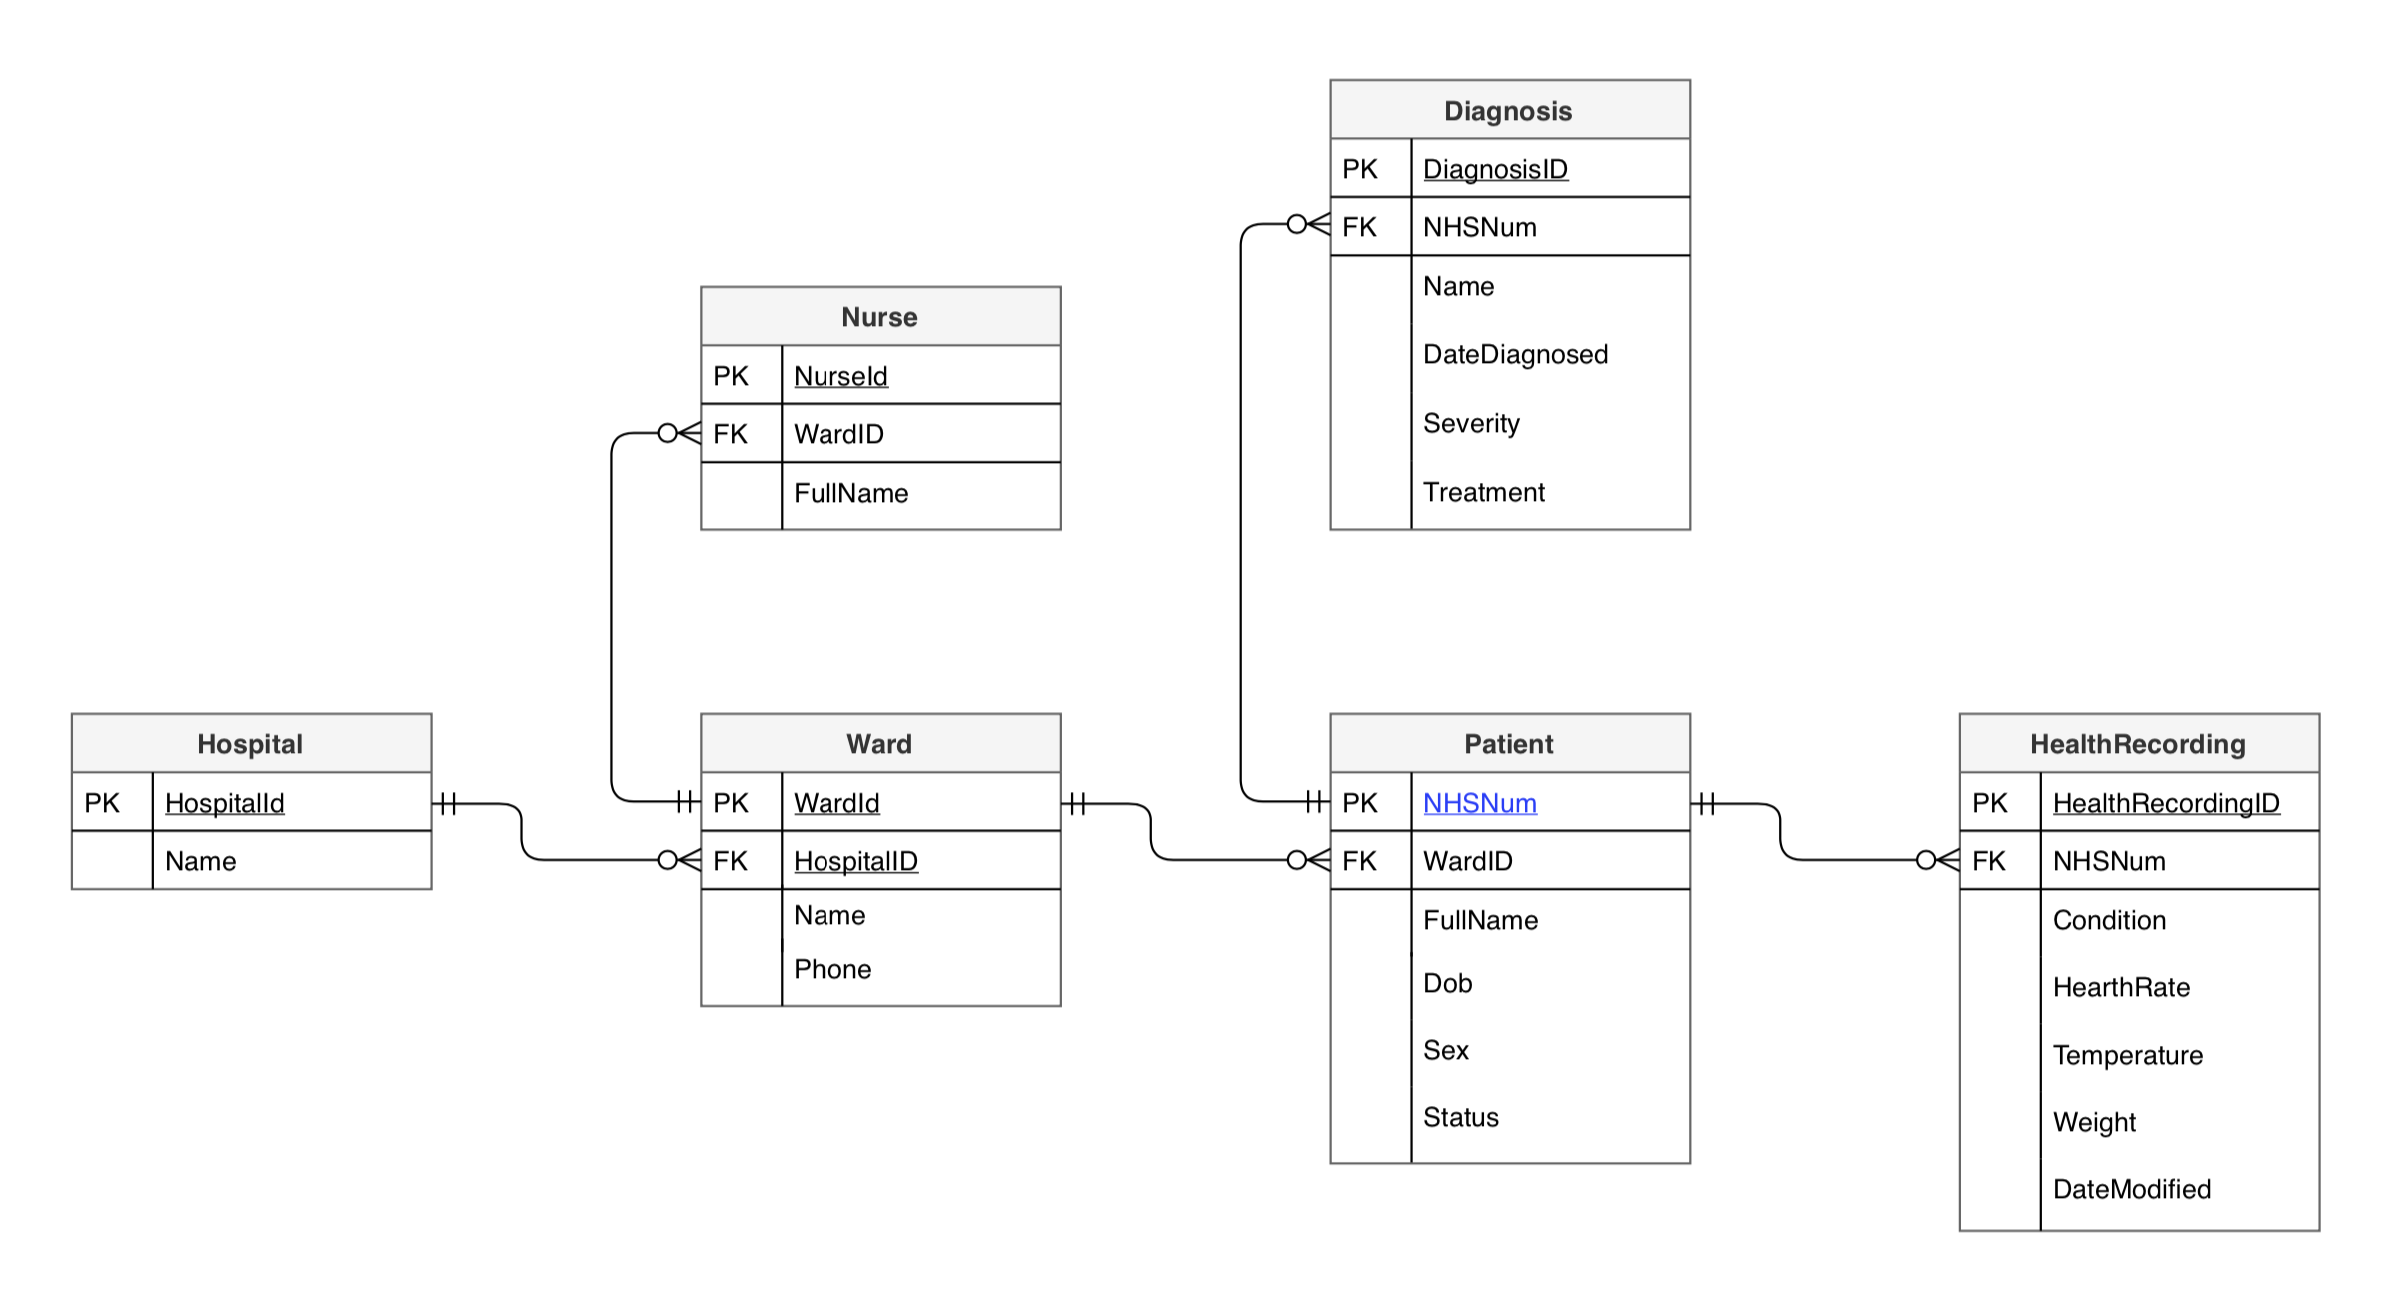 Diagnosis
PK DiagnosisID
FK NHSNum
Name
DateDiagnosed
Severity
Treatment
Nurse
PK NurseId
FK WardID
FullName
Hospital
PK HospitalId
Name
Ward
PK WardId
FK HospitalID
Name
Phone
Patient
PK NHSNum
FK WardID
FullName
Dob
Sex
Status
HealthRecording
PK HealthRecordingID
FK NHSNum
Condition
HearthRate
Temperature
Weight
DateModified